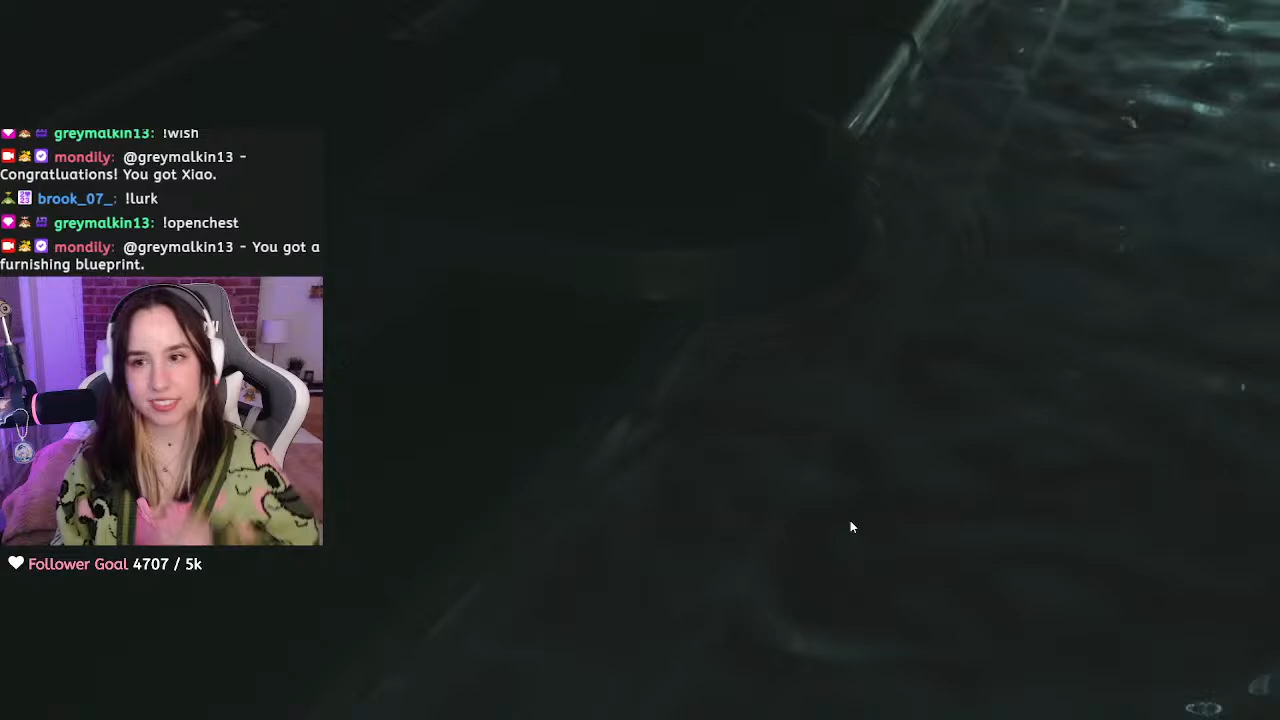 greymalkin13: !wish
mondily: @greymalkin13 -
Congratluations! You got Xiao.
brook_07_: !lurk
greymalkin13: !openchest
mondily: @greymalkin13 - You got a
furnishing blueprint.
Follower Goal 4707 / 5k